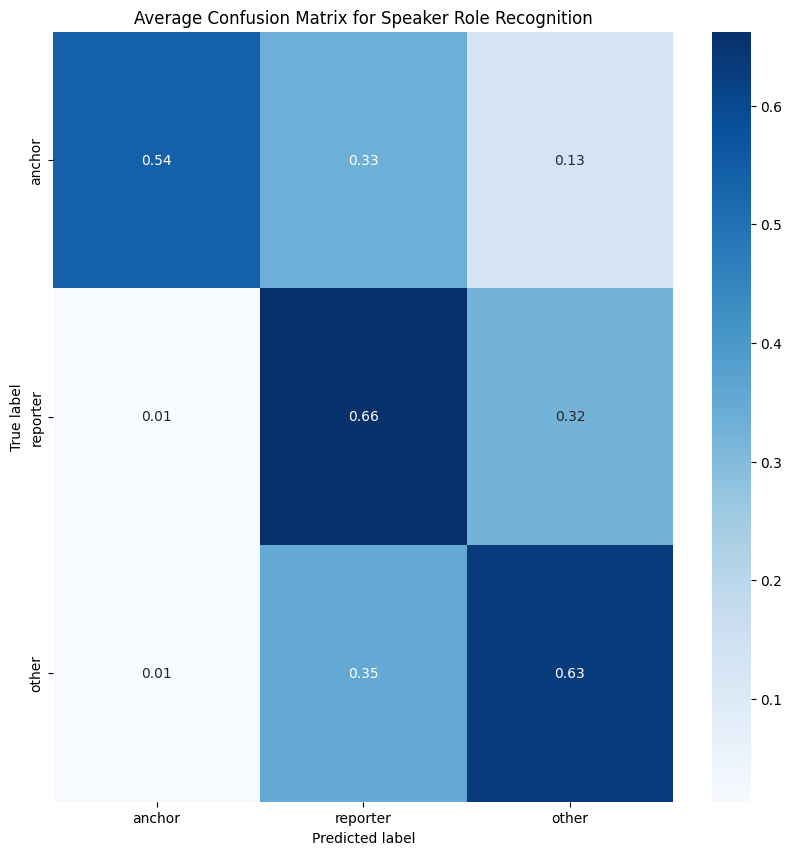 Average Confusion Matrix for Speaker Role Recognition
True label
anchor
0.54
0.33
0.13
reporter
0.01
0.66
0.32
other
0.01
0.35
0.63
anchor
reporter
other
Predicted label
0.6
0.5
0.4
0.3
0.2
0.1